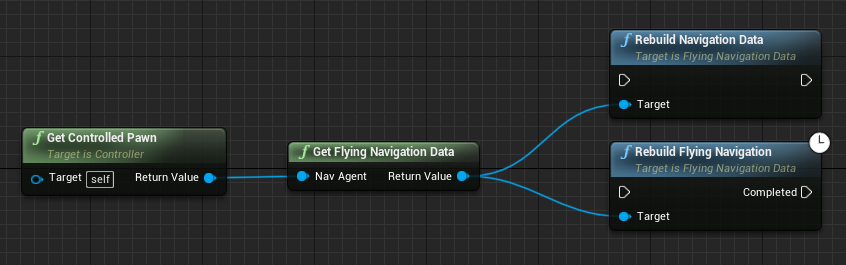 f Get Controlled Pawn
Target is Controller
Target self Return Value
f Get Flying Navigation Data
Nav Agent Return Value
f Rebuild Navigation Data
Target is Flying Navigation Data
Target
f Rebuild Flying Navigation
Target is Flying Navigation Data
Completed
Target